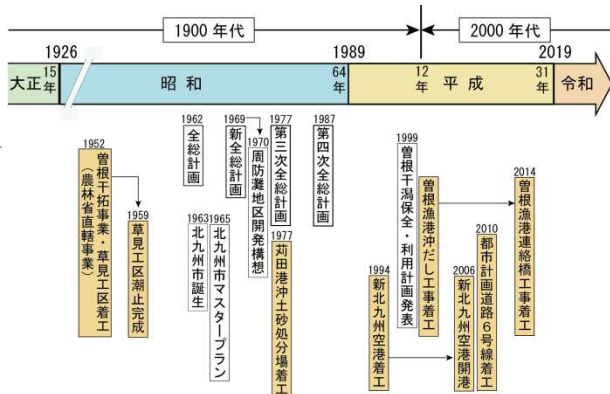 1900 年代
2000 年代
1926
1989
2019
大正
15年
昭和
64年
12年
平成
31年
令和
1952
曽根干拓事業・草見工区着工
(農林省直轄事業)
1959
草見工区潮止完成
1962
全総計画
1963
北九州市誕生
1965
北九州市マスタープラン
1969
新全総計画
1970
周防灘地区開発構想
1977
第三次全総計画
1977
苅田港沖土砂処分場着工
1987
第四次全総計画
1994
新北九州空港着工
1999
曽根干潟保全・利用計画発表
曽根漁港沖だし工事着工
2006
新北九州空港開港
2010
都市計画道路6号線着工
2014
曽根漁港連絡橋工事着工